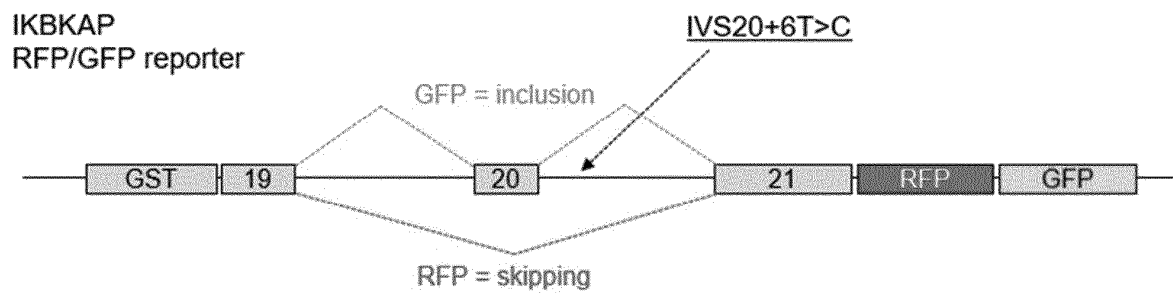 IKBKAP
RFP/GFP reporter
IVS20+6T>C
GFP = inclusion
GST 19 20 21 RFP GFP
RFP = skipping